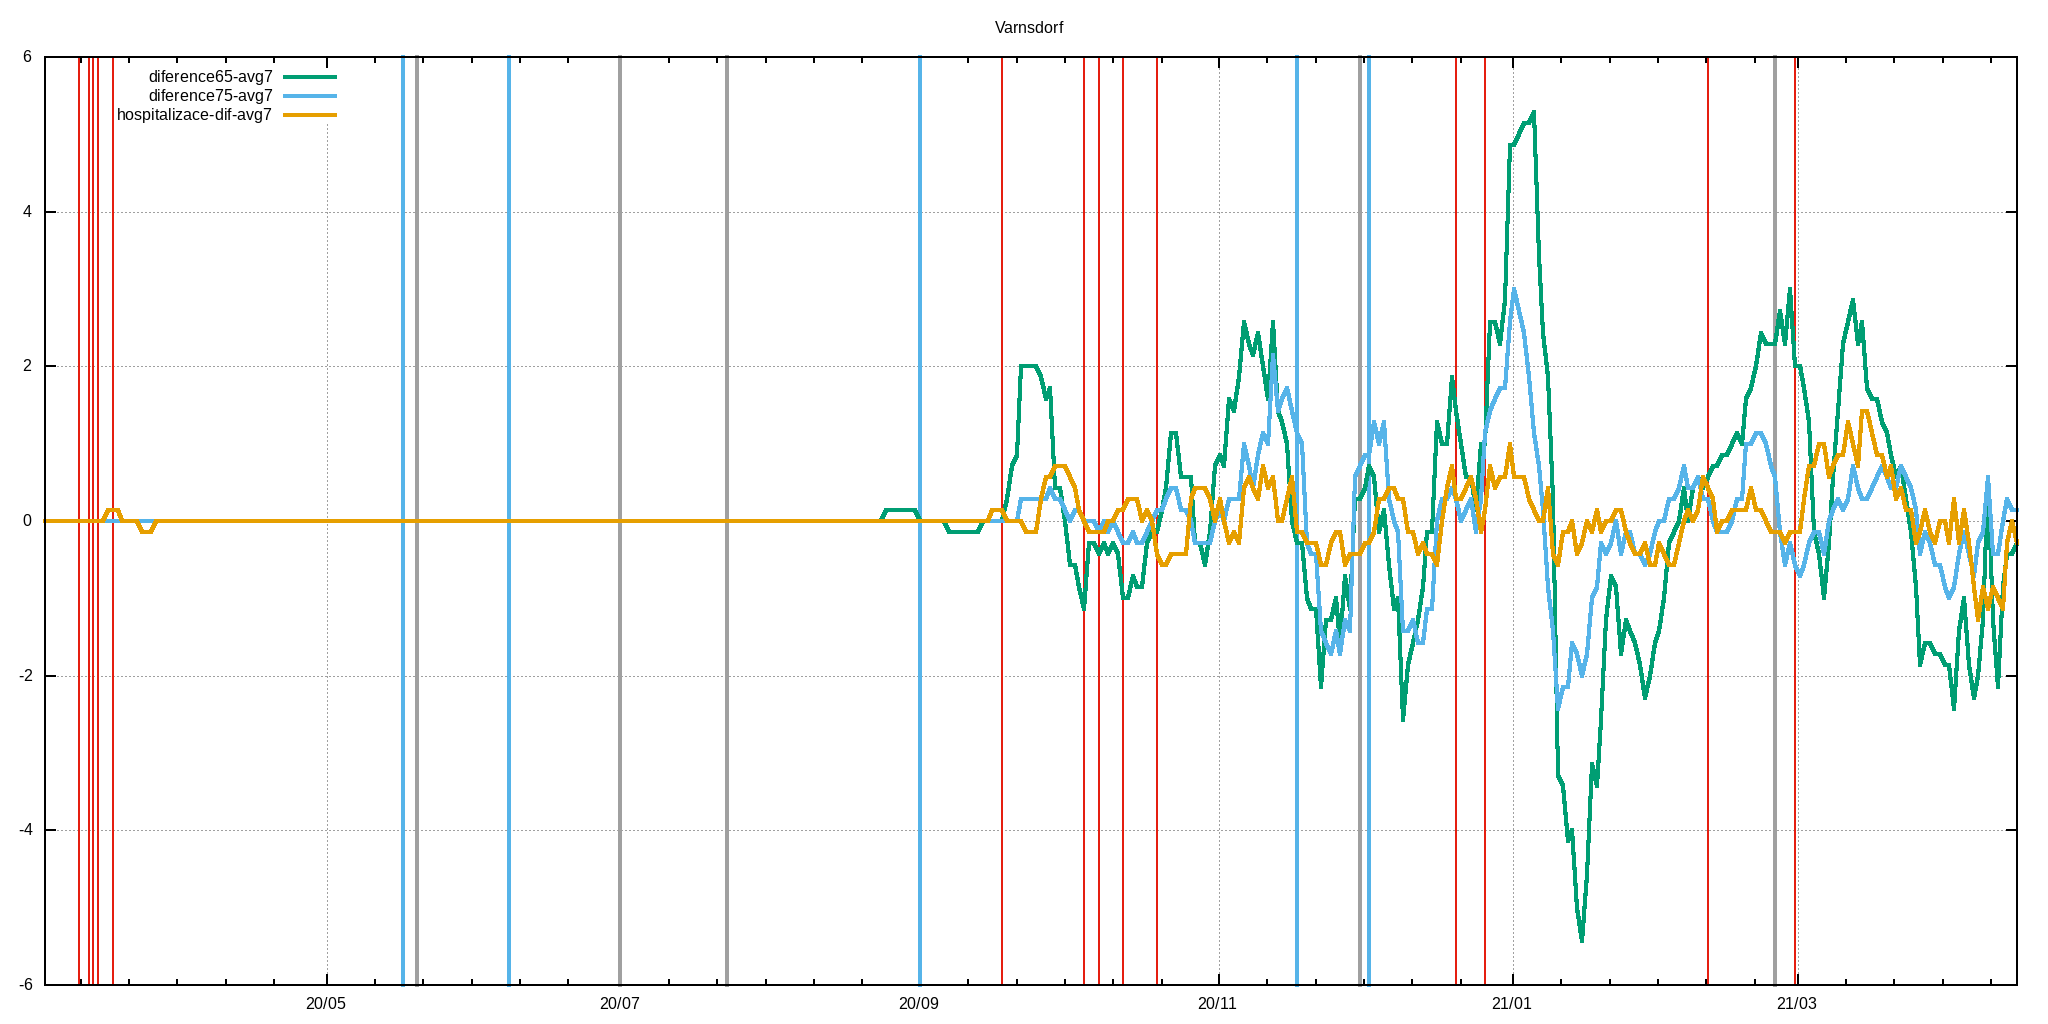 Varnsdorf
6
diference65-avg7
diference75-avg7
hospitalizace-dif-avg7
4
2
0
-2
-4
-6
20/05 20/07 20/09 20/11 21/01 21/03